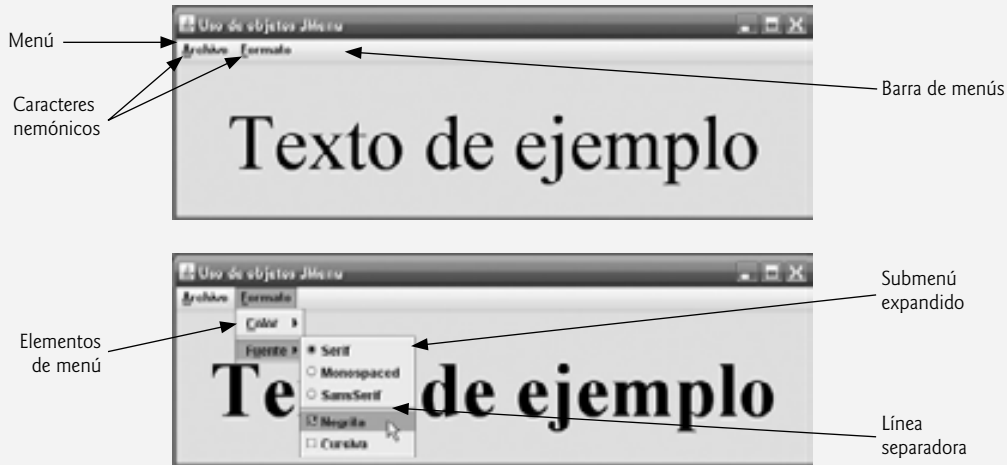 Uso de objetos JMenu
Menú
Archivo Formato
Caracteres
nemónicos
Barra de menús
Texto de ejemplo
Uso de objetos JMenu
Archivo Formato
Submenú
expandido
Color
Elementos
de menú
Fuente
Serif
Monospaced
SansSerif
Texto de ejemplo
Negrita
Cursiva
Línea
separadora